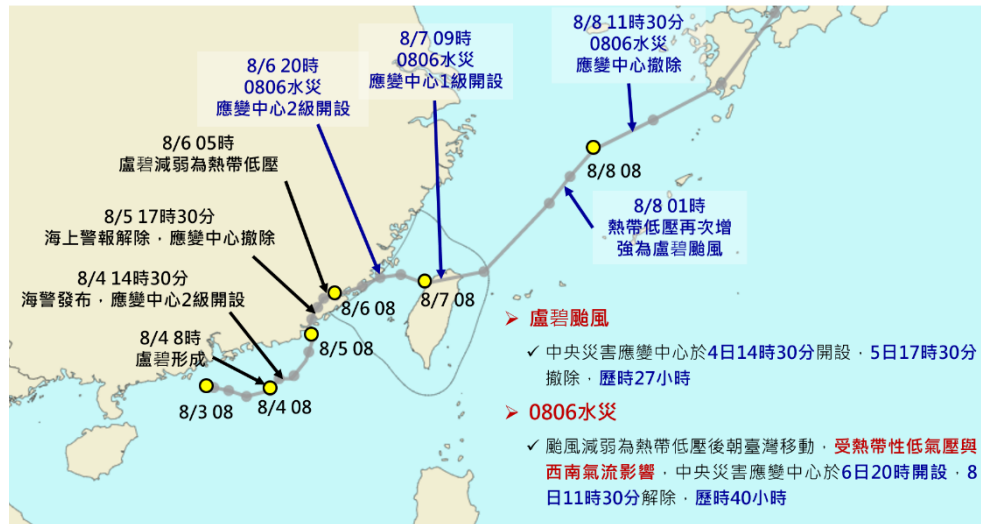 8/8 11時30分
0806水災
應變中心撤除
8/7 09時
0806水災
應變中心1級開設
8/6 20時
0806水災
應變中心2級開設
8/6 05時
盧碧減弱為熱帶低壓
8/5 17時30分
海上警報解除，應變中心撤除
8/4 14時30分
海警發布，應變中心2級開設
8/4 8時
盧碧形成
8/3 08
8/4 08
8/5 08
8/6 08
8/7 08
8/8 08
8/8 01時
熱帶低壓再次增
強為盧碧颱風
➢ 盧碧颱風
✓ 中央災害應變中心於4日14時30分開設，5日17時30分
撤除，歷時27小時
➢ 0806水災
✓ 颱風減弱為熱帶低壓後朝臺灣移動，受熱帶性低氣壓與
西南氣流影響，中央災害應變中心於6日20時開設，8
日11時30分解除，歷時40小時